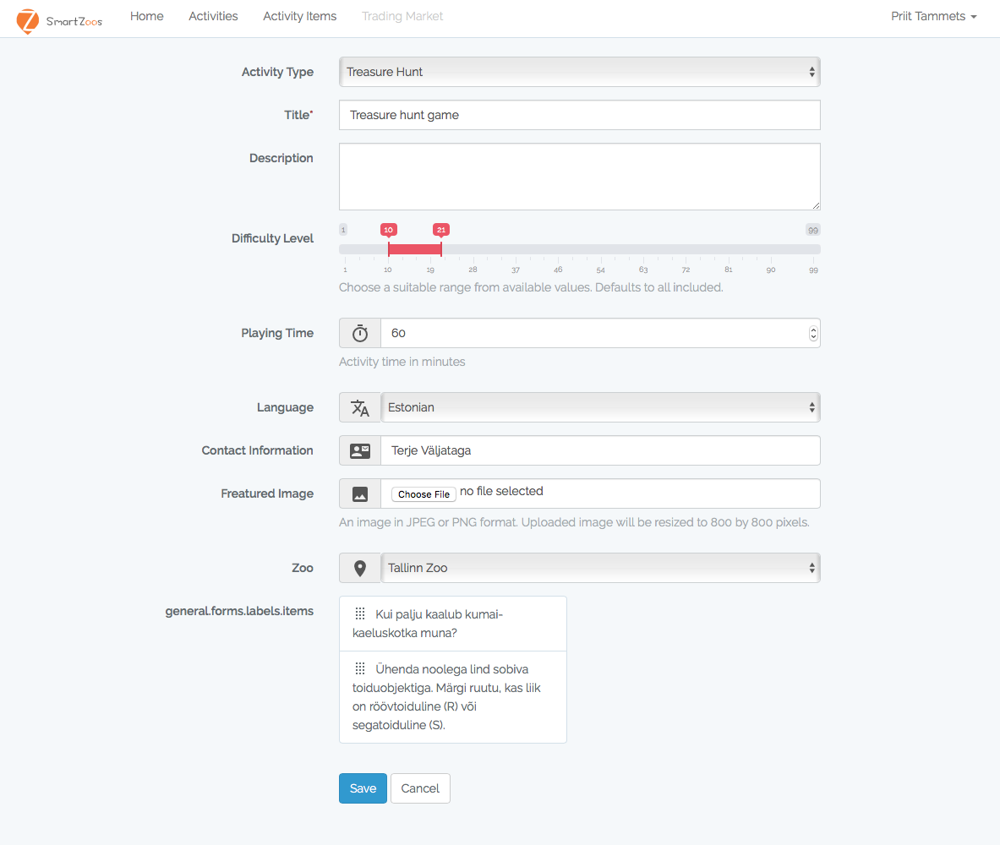 SmartZoos Home Activities Activity Items Trading Market Priit Tammets
Activity Type Treasure Hunt
Title* Treasure hunt game
Description
1 10 21 99
Difficulty Level
1 10 19 28 37 46 54 63 72 81 90 99
Choose a suitable range from available values. Defaults to all included.
Playing Time 60
Activity time in minutes
Language Estonian
Contact Information Terje Väljataga
Freatured Image Choose File no file selected
An image in JPEG or PNG format. Uploaded image will be resized to 800 by 800 pixels.
Zoo Tallinn Zoo
general.forms.labels.items
Kui palju kaalub kumai-
kaeluskotka muna?
Ühenda noolega lind sobiva
toiduobjektiga. Märgi ruutu, kas liik
on röövtoiduline (R) või
segatoiduline (S).
Save Cancel